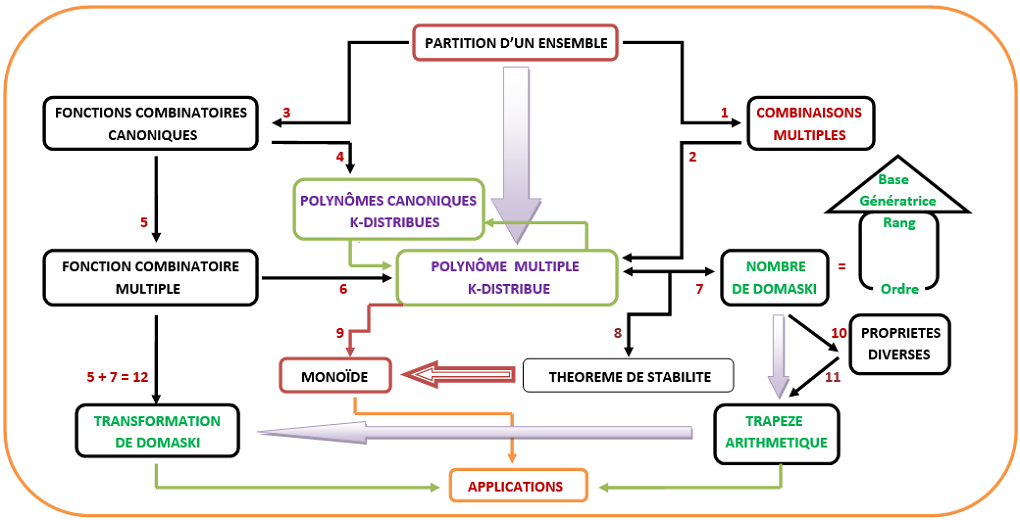 PARTITION D'UN ENSEMBLE
3
1
FONCTIONS COMBINATOIRES
CANONIQUES
COMBINAISONS
MULTIPLES
4
2
POLYNÔMES CANONIQUES
K-DISTRIBUES
Base
Génératrice
Rang
Ordre
5
FONCTION COMBINATOIRE
MULTIPLE
6
POLYNÔME MULTIPLE
K-DISTRIBUE
7
NOMBRE
DE DOMASKI
=
9
8
10
PROPRIETES
DIVERSES
11
5 + 7 = 12
MONOÏDE
THEOREME DE STABILITE
TRANSFORMATION
DE DOMASKI
TRAPEZE
ARITHMETIQUE
APPLICATIONS